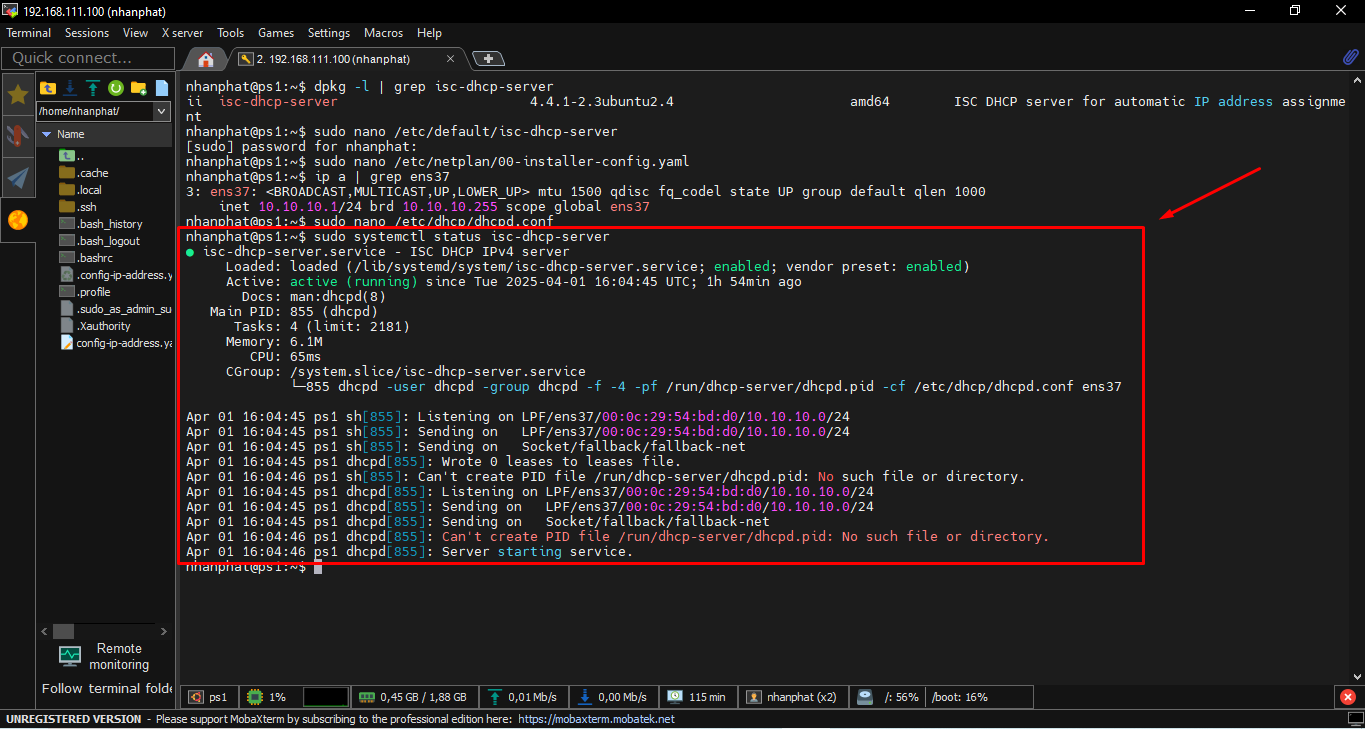 192.168.111.100 (nhanphat)
Terminal Sessions View X server Tools Games Settings Macros Help
Quick connect...
2. 192.168.111.100 (nhanphat)
/home/nhanphat/
Name
..
.cache
.local
.ssh
.bash_history
.bash_logout
.bashrc
.config-ip-address.y
.profile
.sudo_as_admin_su
.Xauthority
config-ip-address.ya
Remote
monitoring
Follow terminal folde
nhanphat@ps1:~$ dpkg -l | grep isc-dhcp-server
ii isc-dhcp-server 4.4.1-2.3ubuntu2.4 amd64 ISC DHCP server for automatic IP address assignme
nt
nhanphat@ps1:~$ sudo nano /etc/default/isc-dhcp-server
[sudo] password for nhanphat:
nhanphat@ps1:~$ sudo nano /etc/netplan/00-installer-config.yaml
nhanphat@ps1:~$ ip a | grep ens37
3: ens37: <BROADCAST,MULTICAST,UP,LOWER_UP> mtu 1500 qdisc fq_codel state UP group default qlen 1000
inet 10.10.10.1/24 brd 10.10.10.255 scope global ens37
nhanphat@ps1:~$ sudo nano /etc/dhcp/dhcpd.conf
nhanphat@ps1:~$ sudo systemctl status isc-dhcp-server
● isc-dhcp-server.service - ISC DHCP IPv4 server
Loaded: loaded (/lib/systemd/system/isc-dhcp-server.service; enabled; vendor preset: enabled)
Active: active (running) since Tue 2025-04-01 16:04:45 UTC; 1h 54min ago
Docs: man:dhcpd(8)
Main PID: 855 (dhcpd)
Tasks: 4 (limit: 2181)
Memory: 6.1M
CPU: 65ms
CGroup: /system.slice/isc-dhcp-server.service
└─855 dhcpd -user dhcpd -group dhcpd -f -4 -pf /run/dhcp-server/dhcpd.pid -cf /etc/dhcp/dhcpd.conf ens37
Apr 01 16:04:45 ps1 sh[855]: Listening on LPF/ens37/00:0c:29:54:bd:d0/10.10.10.0/24
Apr 01 16:04:45 ps1 sh[855]: Sending on LPF/ens37/00:0c:29:54:bd:d0/10.10.10.0/24
Apr 01 16:04:45 ps1 sh[855]: Sending on Socket/fallback/fallback-net
Apr 01 16:04:45 ps1 dhcpd[855]: Wrote 0 leases to leases file.
Apr 01 16:04:46 ps1 sh[855]: Can't create PID file /run/dhcp-server/dhcpd.pid: No such file or directory.
Apr 01 16:04:46 ps1 dhcpd[855]: Listening on LPF/ens37/00:0c:29:54:bd:d0/10.10.10.0/24
Apr 01 16:04:46 ps1 dhcpd[855]: Sending on LPF/ens37/00:0c:29:54:bd:d0/10.10.10.0/24
Apr 01 16:04:46 ps1 dhcpd[855]: Sending on Socket/fallback/fallback-net
Apr 01 16:04:46 ps1 dhcpd[855]: Can't create PID file /run/dhcp-server/dhcpd.pid: No such file or directory.
Apr 01 16:04:46 ps1 dhcpd[855]: Server starting service.
nhanphat@ps1:~$
ps1 1% 0,45 GB / 1,88 GB 0,01 Mb/s 0,00 Mb/s 115 min nhanphat (x2) /: 56% /boot: 16%
UNREGISTERED VERSION - Please support MobaXterm by subscribing to the professional edition here: https://mobaxterm.mobatek.net